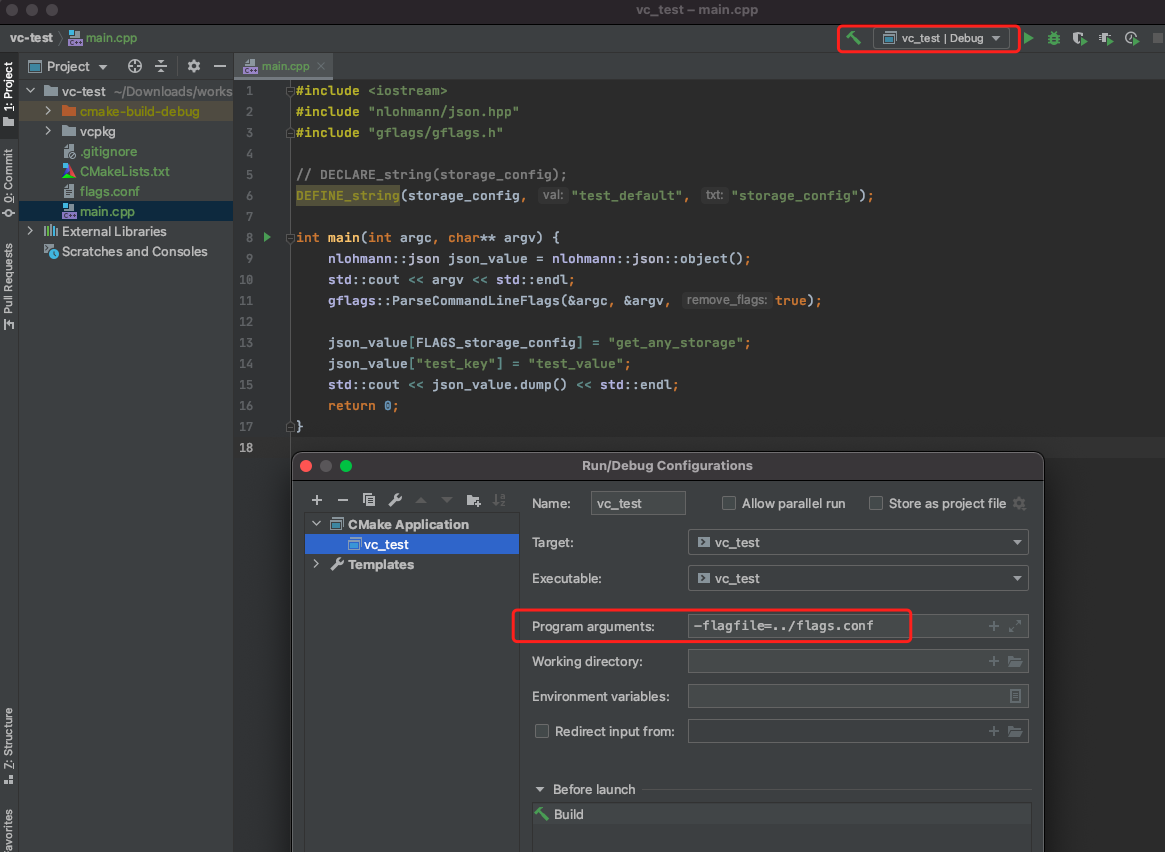 vc_test – main.cpp
vc-test main.cpp
vc_test | Debug
Project
main.cpp
1: Project
0: Commit
Pull Requests
Z: Structure
avorites
vc-test ~/Downloads/works
cmake-build-debug
vcpkg
.gitignore
CMakeLists.txt
flags.conf
main.cpp
External Libraries
Scratches and Consoles
1 #include <iostream>
2 #include "nlohmann/json.hpp"
3 #include "gflags/gflags.h"
4
5 // DECLARE_string(storage_config);
6 DEFINE_string(storage_config, val: "test_default", txt: "storage_config");
7
8 int main(int argc, char** argv) {
9 nlohmann::json json_value = nlohmann::json::object();
10 std::cout << argv << std::endl;
11 gflags::ParseCommandLineFlags(&argc, &argv, remove_flags: true);
12
13 json_value[FLAGS_storage_config] = "get_any_storage";
14 json_value["test_key"] = "test_value";
15 std::cout << json_value.dump() << std::endl;
16 return 0;
17 }
18
Run/Debug Configurations
CMake Application
vc_test
Templates
Name: vc_test Allow parallel run Store as project file
Target: vc_test
Executable: vc_test
Program arguments: -flagfile=../flags.conf
Working directory:
Environment variables:
Redirect input from:
Before launch
Build